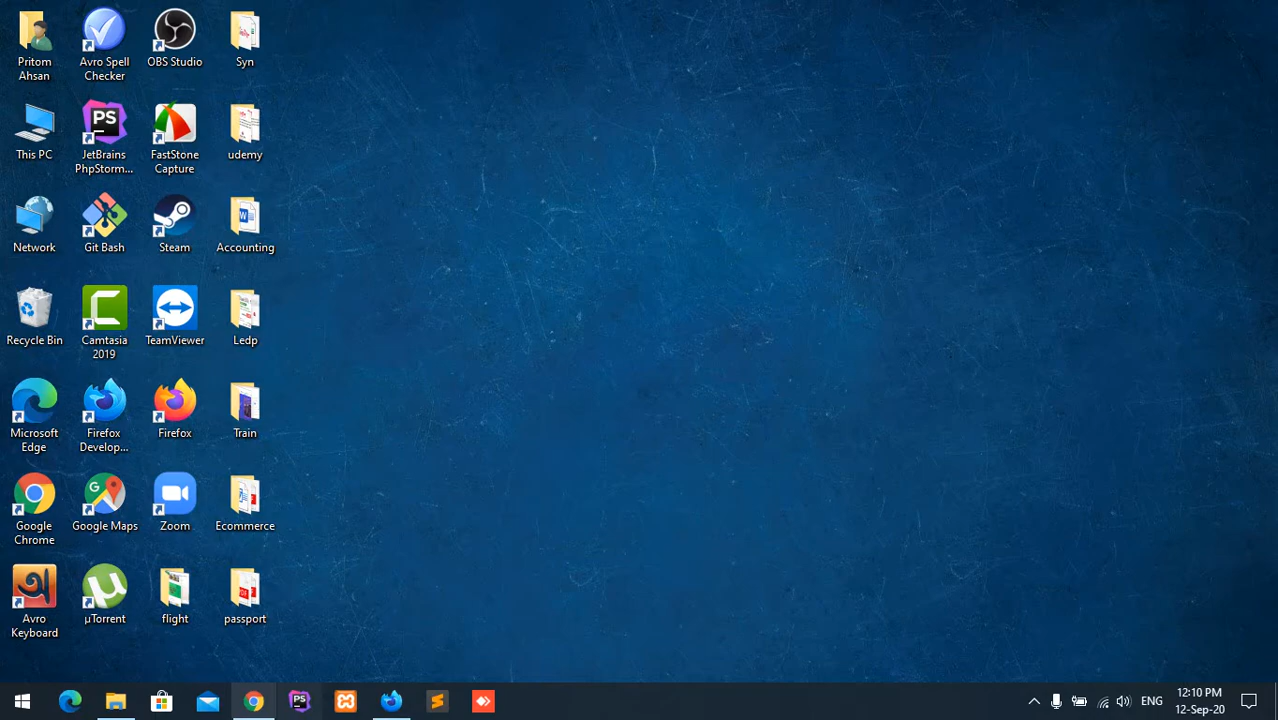 Pritom
Ahsan
Avro Spell
Checker
OBS Studio
Syn
This PC
JetBrains
PhpStorm...
FastStone
Capture
udemy
Network
Git Bash
Steam
Accounting
Recycle Bin
Camtasia
2019
TeamViewer
Ledp
Microsoft
Edge
Firefox
Develop...
Firefox
Train
Google
Chrome
Google Maps
Zoom
Ecommerce
Avro
Keyboard
µTorrent
flight
passport
PS
PS
অ
ENG
12:10 PM
12-Sep-20